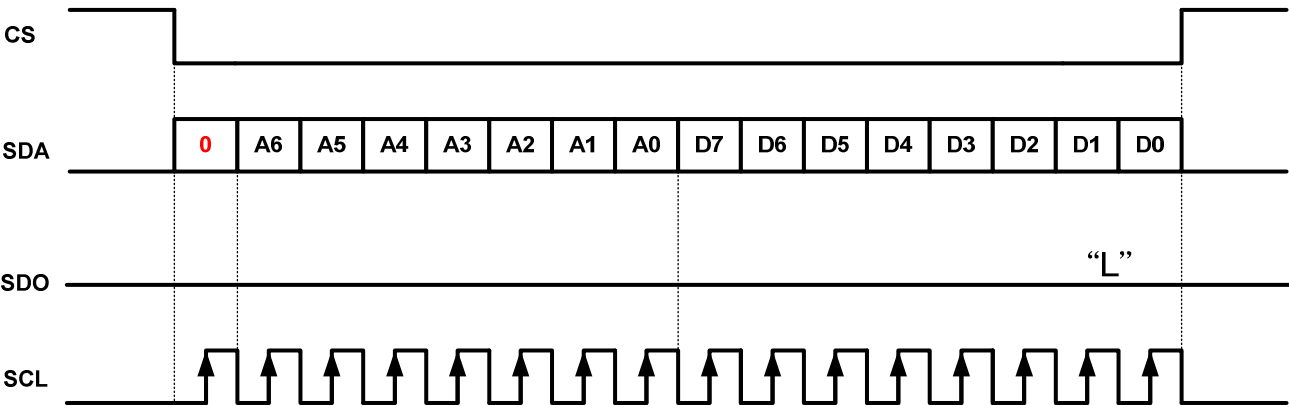 CS
SDA 0 A6 A5 A4 A3 A2 A1 A0 D7 D6 D5 D4 D3 D2 D1 D0
SDO “L”
SCL